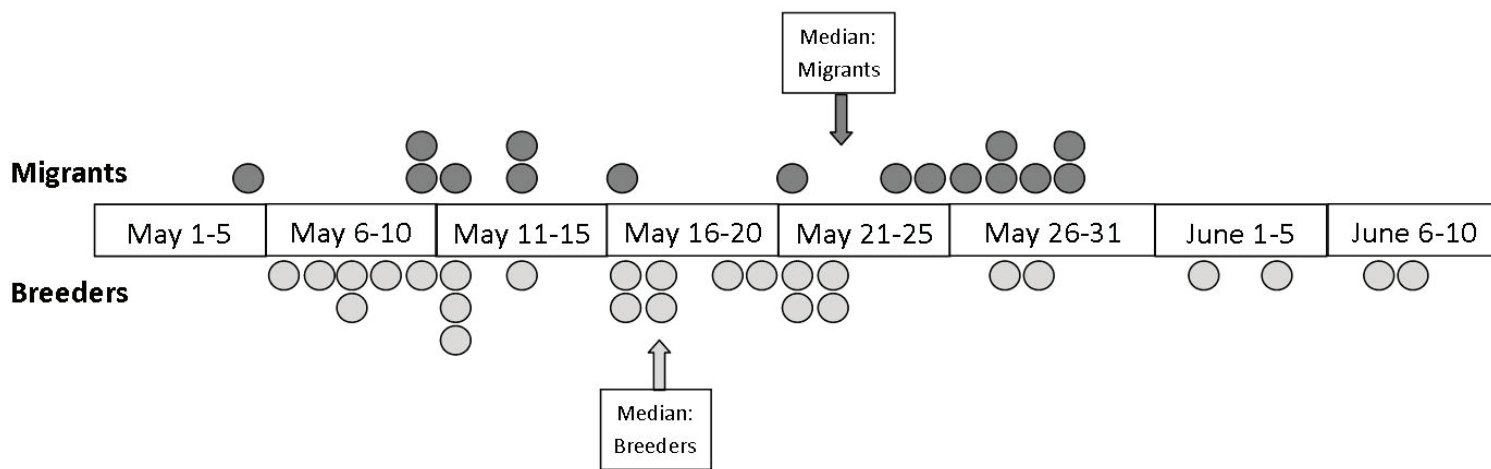 Median:
Migrants
Migrants
May 1-5
May 6-10
May 11-15
May 16-20
May 21-25
May 26-31
June 1-5
June 6-10
Breeders
Median:
Breeders